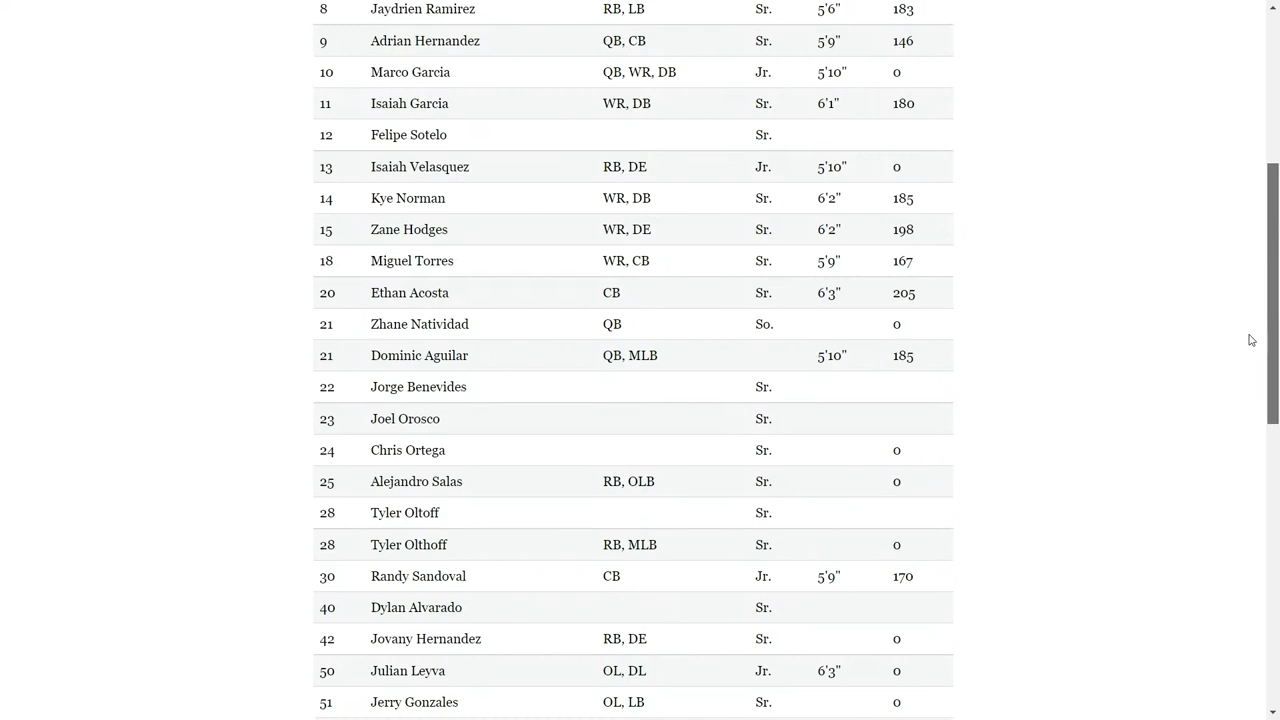 8 Jaydrien Ramirez RB, LB Sr. 5'6" 183
9 Adrian Hernandez QB, CB Sr. 5'9" 146
10 Marco Garcia QB, WR, DB Jr. 5'10" 0
11 Isaiah Garcia WR, DB Sr. 6'1" 180
12 Felipe Sotelo Sr.
13 Isaiah Velasquez RB, DE Jr. 5'10" 0
14 Kye Norman WR, DB Sr. 6'2" 185
15 Zane Hodges WR, DE Sr. 6'2" 198
18 Miguel Torres WR, CB Sr. 5'9" 167
20 Ethan Acosta CB Sr. 6'3" 205
21 Zhane Natividad QB So. 0
21 Dominic Aguilar QB, MLB 5'10" 185
22 Jorge Benevides Sr.
23 Joel Orosco Sr.
24 Chris Ortega Sr. 0
25 Alejandro Salas RB, OLB Sr. 0
28 Tyler Oltoff Sr.
28 Tyler Olthoff RB, MLB Sr. 0
30 Randy Sandoval CB Jr. 5'9" 170
40 Dylan Alvarado Sr.
42 Jovany Hernandez RB, DE Sr. 0
50 Julian Leyva OL, DL Jr. 6'3" 0
51 Jerry Gonzales OL, LB Sr. 0